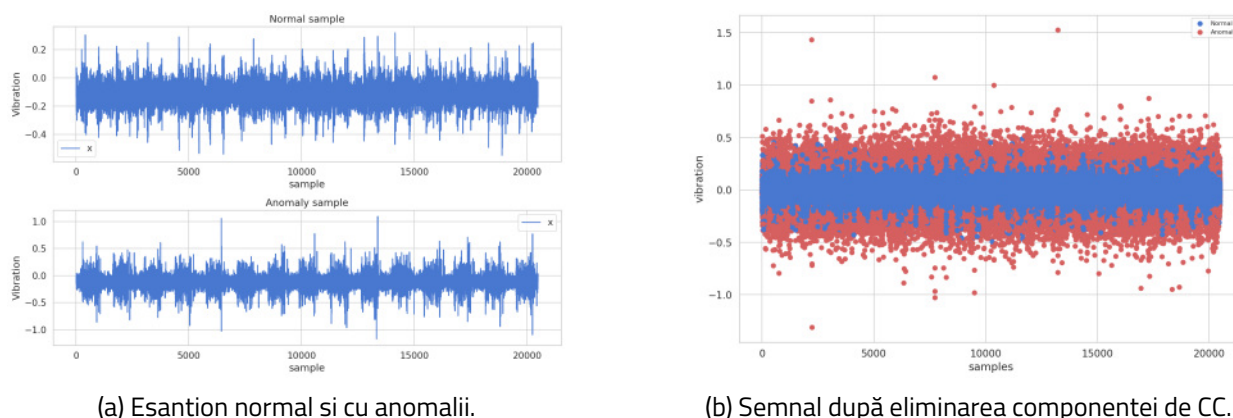 Normal sample
0.2
0.0
−0.2
−0.4
Vibration
x
0 5000 10000 15000 20000
sample
Anomaly sample
1.0
0.5
0.0
−0.5
−1.0
Vibration
x
0 5000 10000 15000 20000
sample
(a) Esantion normal si cu anomalii.
1.5
1.0
0.5
0.0
−0.5
−1.0
vibration
Normal
Anomaly
0 5000 10000 15000 20000
samples
(b) Semnal după eliminarea componentei de CC.